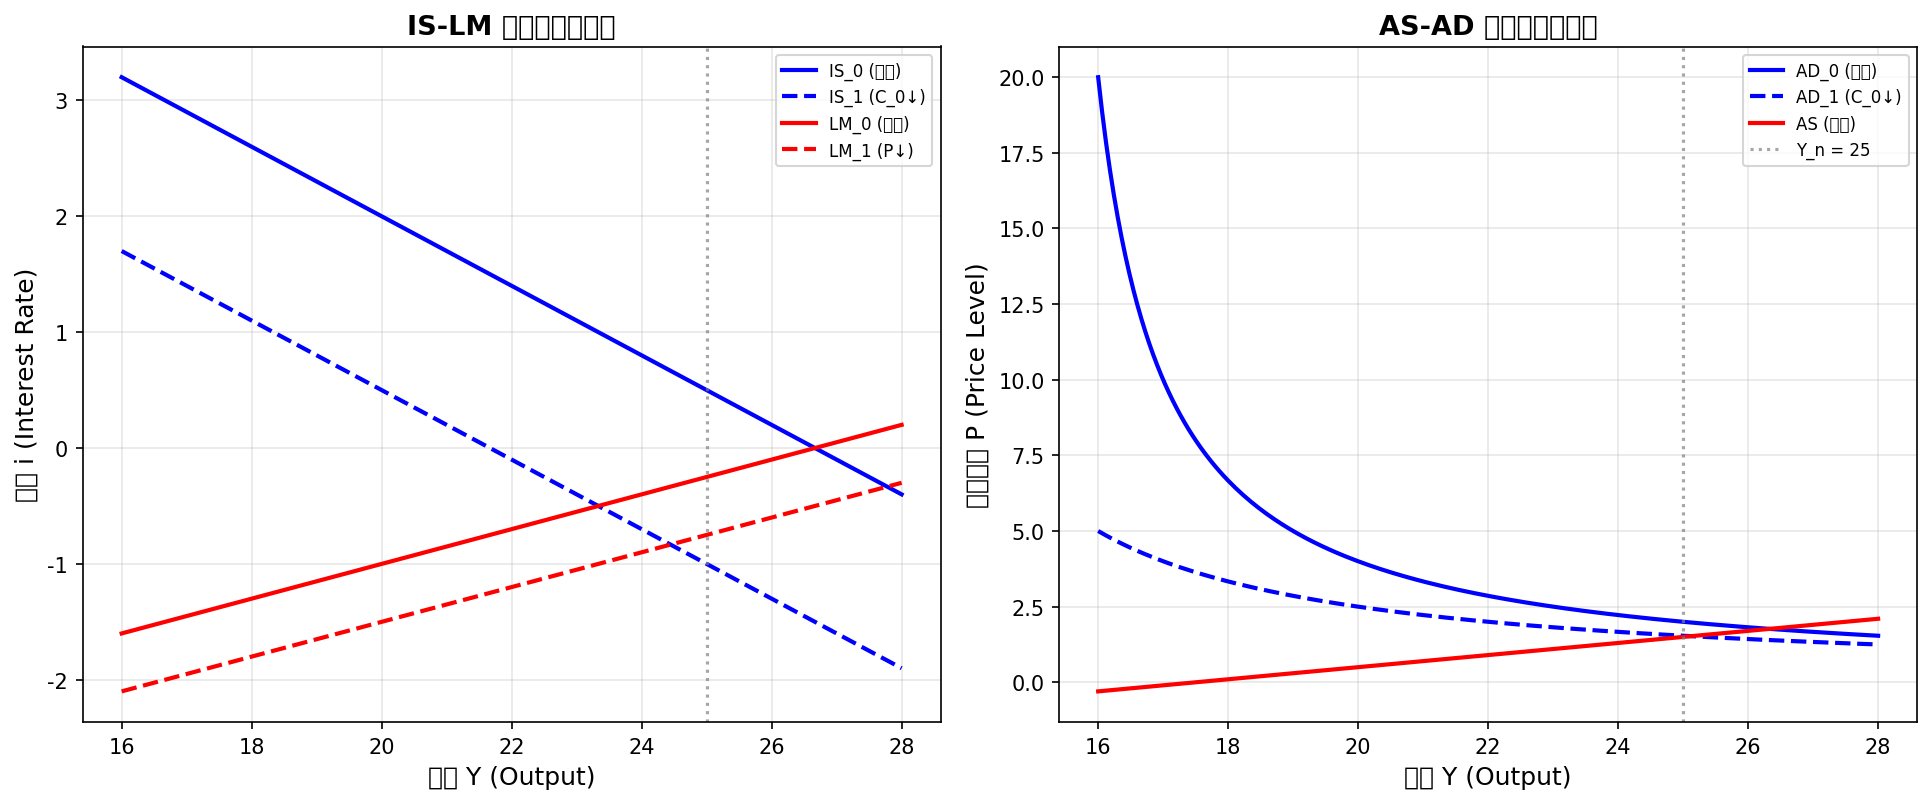 IS-LM
3
2
1
0
-1
-2
i (Interest Rate)
16 18 20 22 24 26 28
Y (Output)
IS_0
IS_1 (C_0↓)
LM_0
LM_1 (P↓)
AS-AD
20.0
17.5
15.0
12.5
10.0
7.5
5.0
2.5
0.0
P (Price Level)
16 18 20 22 24 26 28
Y (Output)
AD_0
AD_1 (C_0↓)
AS
Y_n = 25